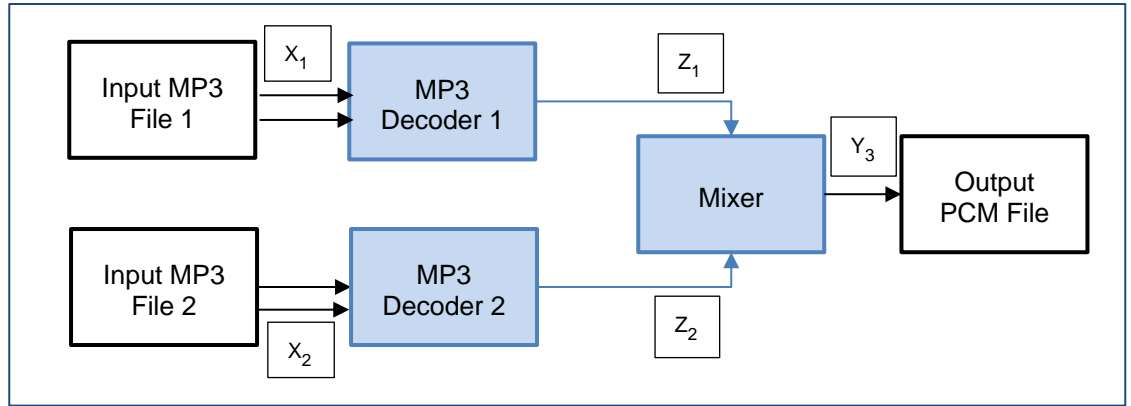 X₁
Input MP3
File 1
MP3
Decoder 1
Z₁
Mixer
Y₃
Output
PCM File
Input MP3
File 2
X₂
MP3
Decoder 2
Z₂